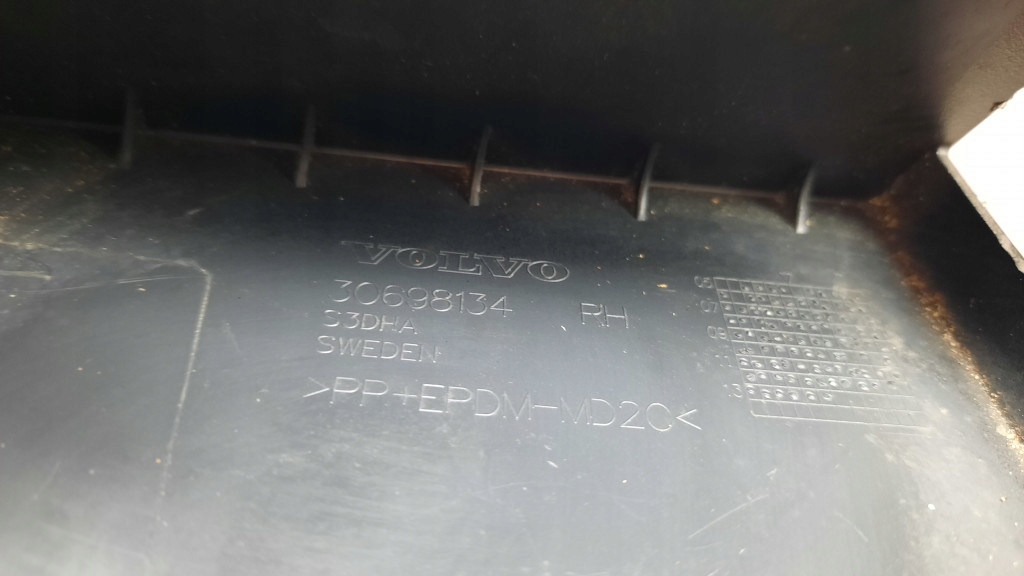 VOLVO
30698134 RH
S3DHA
SWEDEN
>PP+EPDM-MD20<